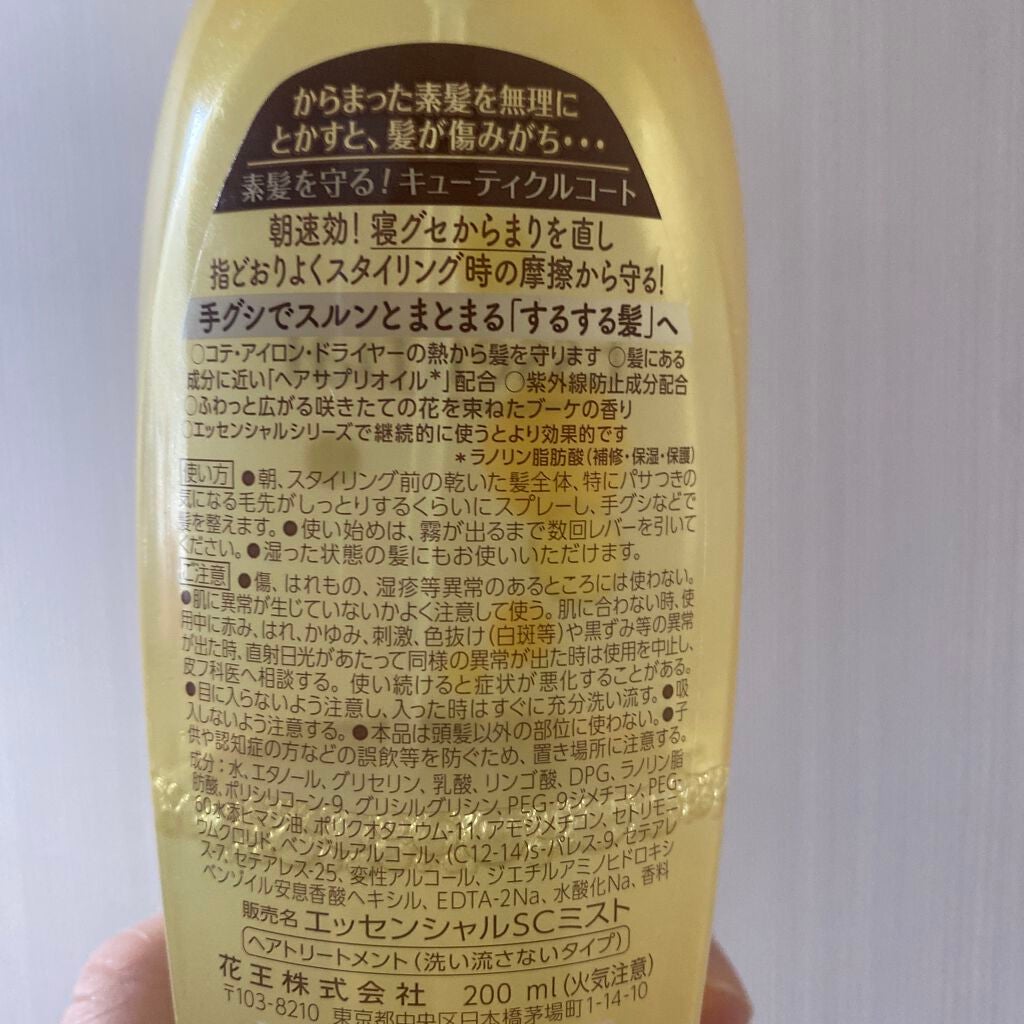 からまった素髪を無理に
とかすと、髪が傷みがち・・・
素髪を守る！キューティクルコート
朝速効！寝グセからまりを直し
指どおりよくスタイリング時の摩擦から守る！
手グシでスルンとまとまる「するする髪」へ
○コテ・アイロン・ドライヤーの熱から髪を守ります ○髪にある
成分に近い「ヘアサプリオイル*」配合 ○紫外線防止成分配合
○ふわっと広がる咲きたての花を束ねたブーケの香り
○エッセンシャルシリーズで継続的に使うとより効果的です
*ラノリン脂肪酸（補修・保湿・保護）
使い方 ●朝、スタイリング前の乾いた髪全体、特にパサつきの
気になる毛先がしっとりするくらいにスプレーし、手グシなどで
髪を整えます。●使い始めは、霧が出るまで数回レバーを引いて
ください。●湿った状態の髪にもお使いいただけます。
ご注意 ●傷、はれもの、湿疹等異常のあるところには使わない。
●肌に異常が生じていないかよく注意して使う。肌に合わない時、使
用中に赤み、はれ、かゆみ、刺激、色抜け（白斑等）や黒ずみ等の異常
が出た時、直射日光があたって同様の異常が出た時は使用を中止し、
皮フ科医へ相談する。使い続けると症状が悪化することがある。
●目に入らないよう注意し、入った時はすぐに充分洗い流す。●吸
入しないよう注意する。●本品は頭髪以外の部位に使わない。●子
供や認知症の方などの誤飲等を防ぐため、置き場所に注意する。
成分：水、エタノール、グリセリン、乳酸、リンゴ酸、DPG、ラノリン脂
肪酸、ポリシリコーン-9、グリシルグリシン、PEG-9ジメチコン、PEG-
60水添ヒマシ油、ポリクオタニウム-11、アモジメチコン、セトリモニ
ウムクロリド、ベンジルアルコール、(C12-14)s-パレス-9、セテアレ
ス-7、セテアレス-25、変性アルコール、ジエチルアミノヒドロキシ
ベンゾイル安息香酸ヘキシル、EDTA-2Na、水酸化Na、香料
販売名 エッセンシャルSCミスト
ヘアトリートメント（洗い流さないタイプ）
花王株式会社 200 ml（火気注意）
〒103-8210 東京都中央区日本橋茅場町1-14-10